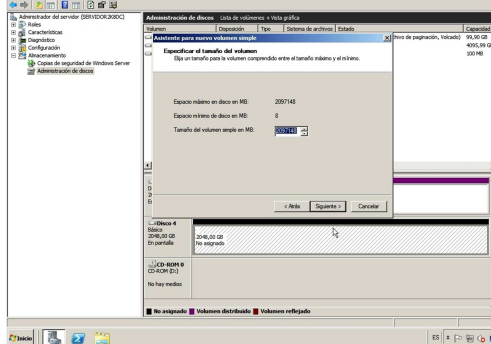 Administrador del servidor (SERVIDOR2K8DC)
Roles
Características
Diagnóstico
Configuración
Almacenamiento
Copias de seguridad de Windows Server
Administración de discos
Administración de discos Lista de volúmenes + Vista gráfica
Volumen Disposición Tipo Sistema de archivos Estado Capacidad
hivo de paginación, Volcado) 99,90 GB
4095,99 G
100 MB
Asistente para nuevo volumen simple
Especificar el tamaño del volumen
Elija un tamaño para la volumen comprendido entre el tamaño máximo y el mínimo.
Espacio máximo en disco en MB: 2097148
Espacio mínimo de disco en MB: 8
Tamaño del volumen simple en MB: 2097148
< Atrás Siguiente > Cancelar
Disco 4
Básico
2048,00 GB
En pantalla
2048,00 GB
No asignado
CD-ROM 0
CD-ROM (D:)
No hay medios
No asignado Volumen distribuido Volumen reflejado
Inicio
ES